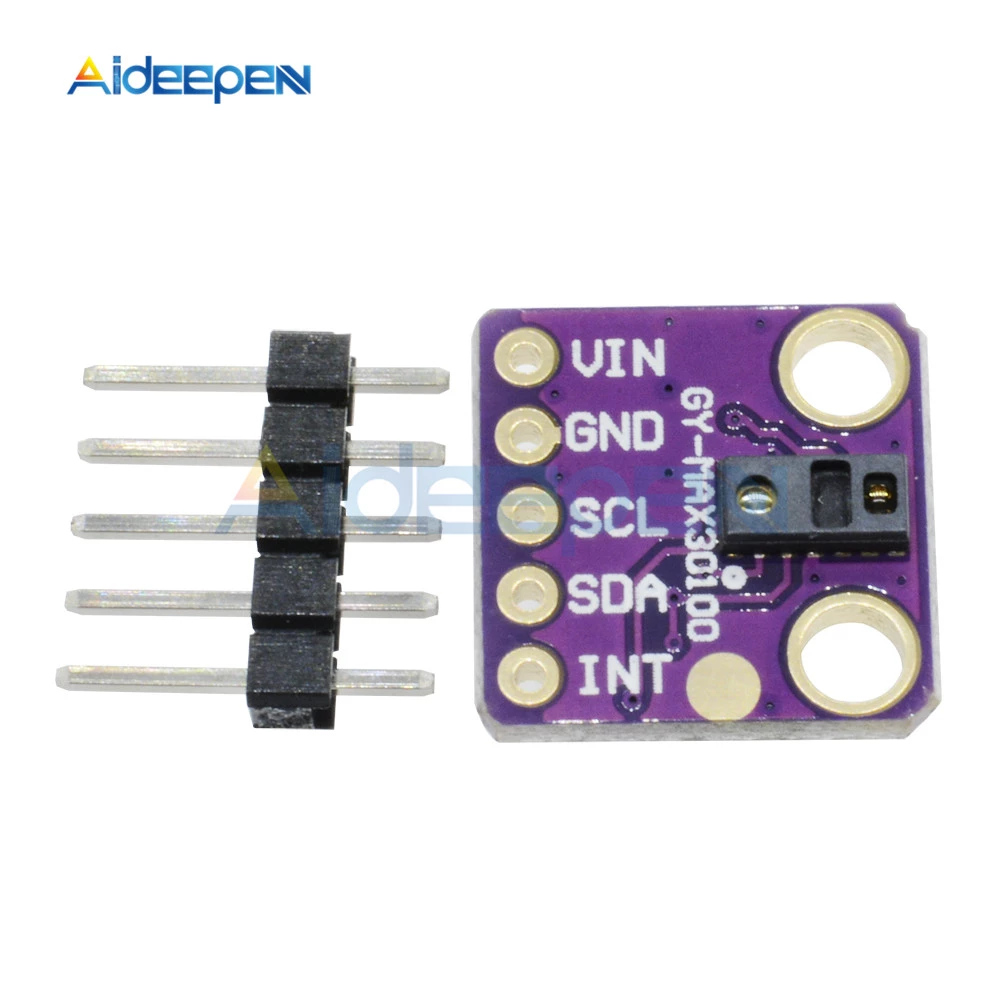 Aideepen
VIN
GND
SCL
SDA
INT
GY-MAX30100
Aideepen